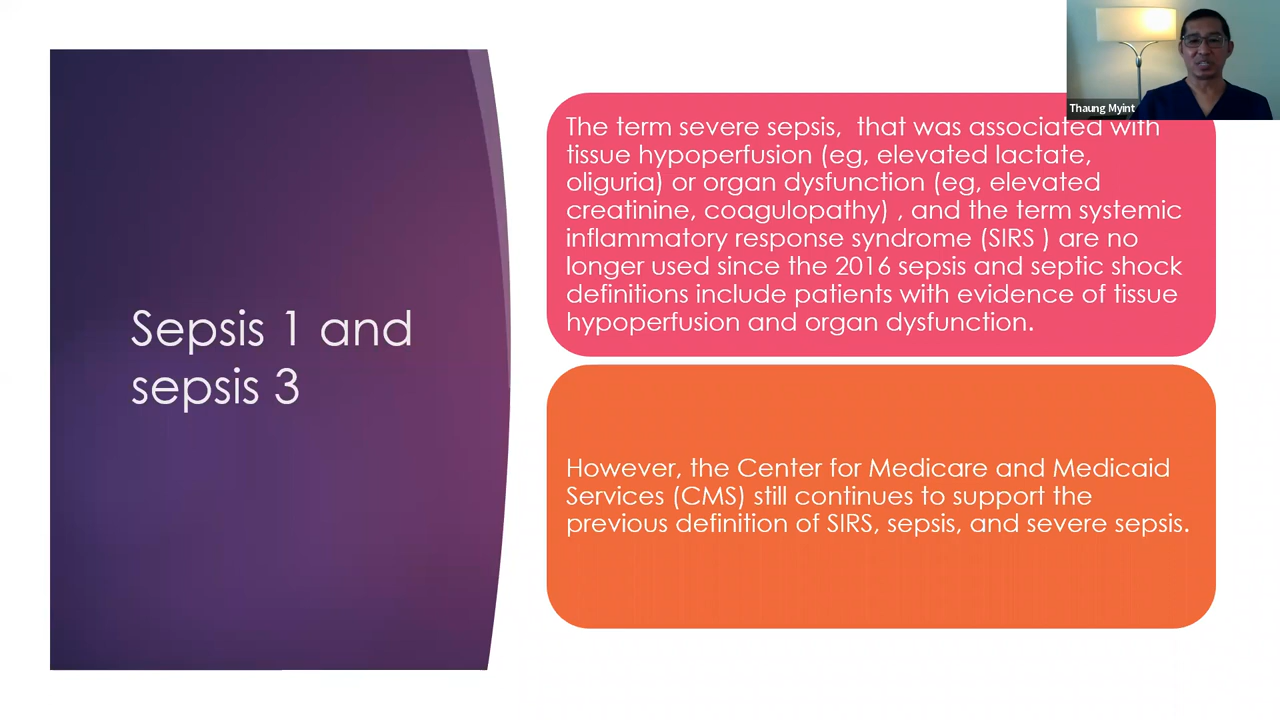 Thaung Myint
Sepsis 1 and
sepsis 3
The term severe sepsis,  that was associated with
tissue hypoperfusion (eg, elevated lactate,
oliguria) or organ dysfunction (eg, elevated
creatinine, coagulopathy) , and the term systemic
inflammatory response syndrome (SIRS ) are no
longer used since the 2016 sepsis and septic shock
definitions include patients with evidence of tissue
hypoperfusion and organ dysfunction.
However, the Center for Medicare and Medicaid
Services (CMS) still continues to support the
previous definition of SIRS, sepsis, and severe sepsis.